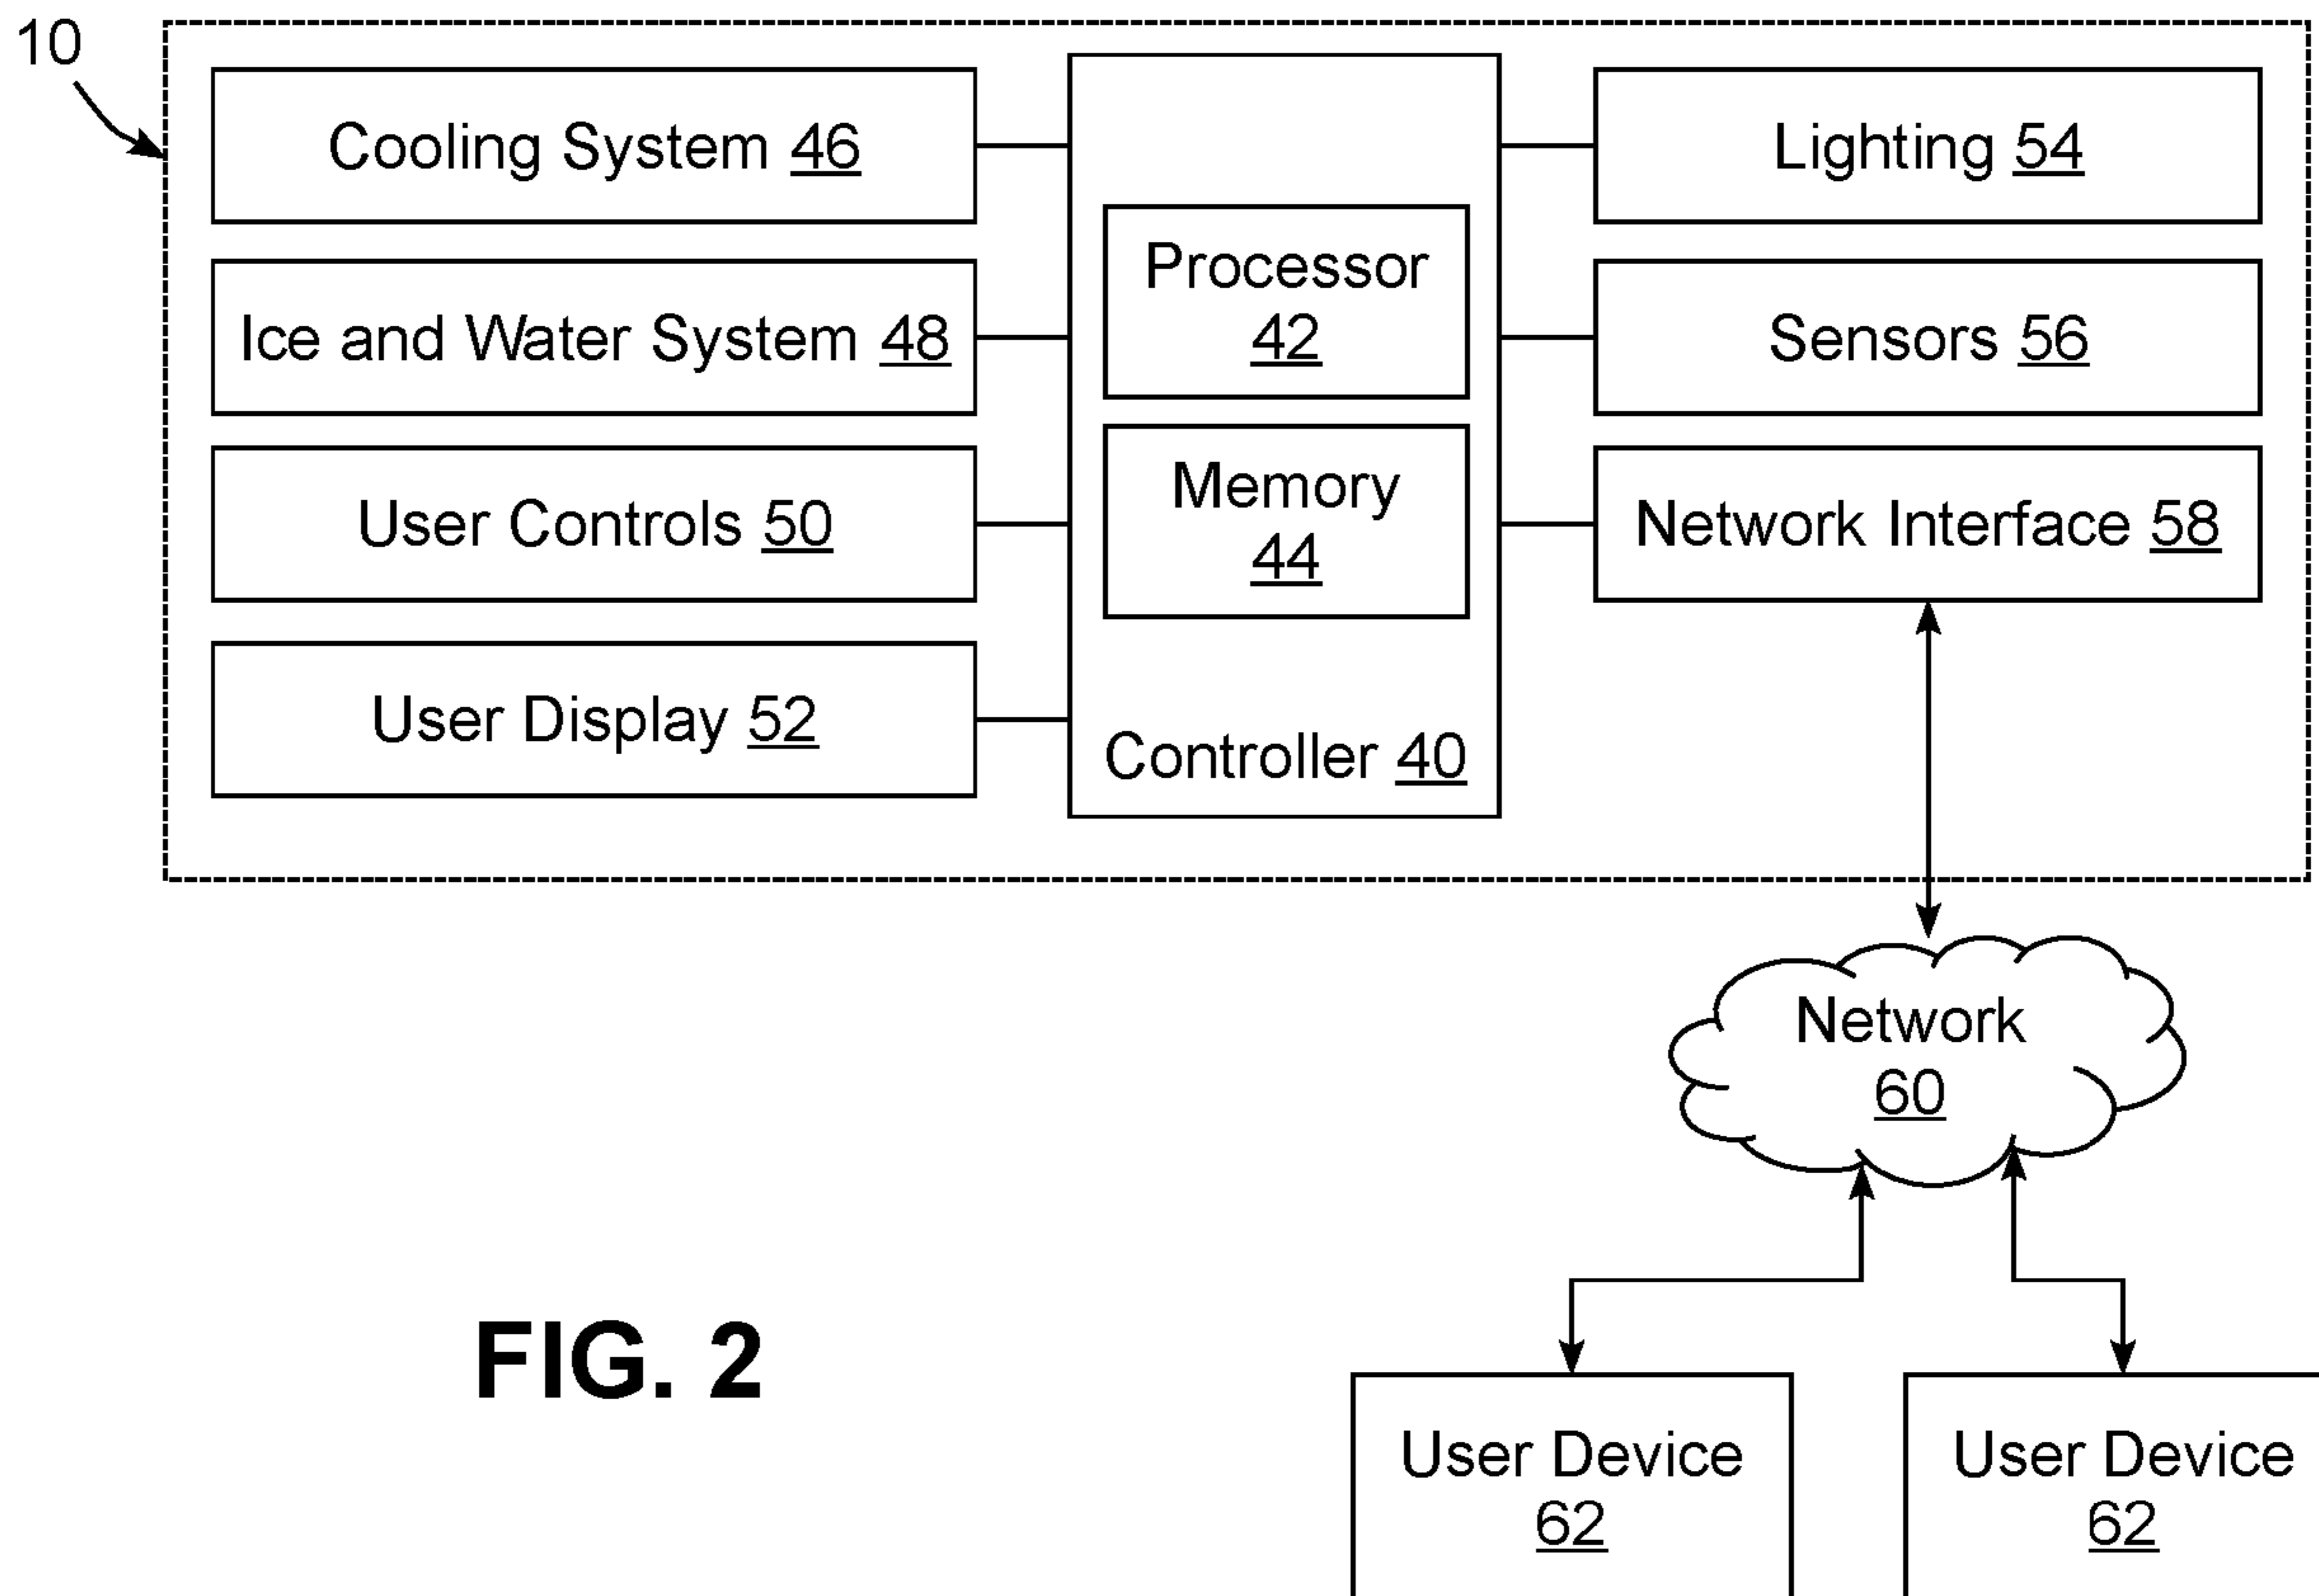 10
Cooling System 46
Ice and Water System 48
User Controls 50
User Display 52
Processor
42
Memory
44
Controller 40
Lighting 54
Sensors 56
Network Interface 58
Network
60
User Device
62
User Device
62
FIG. 2